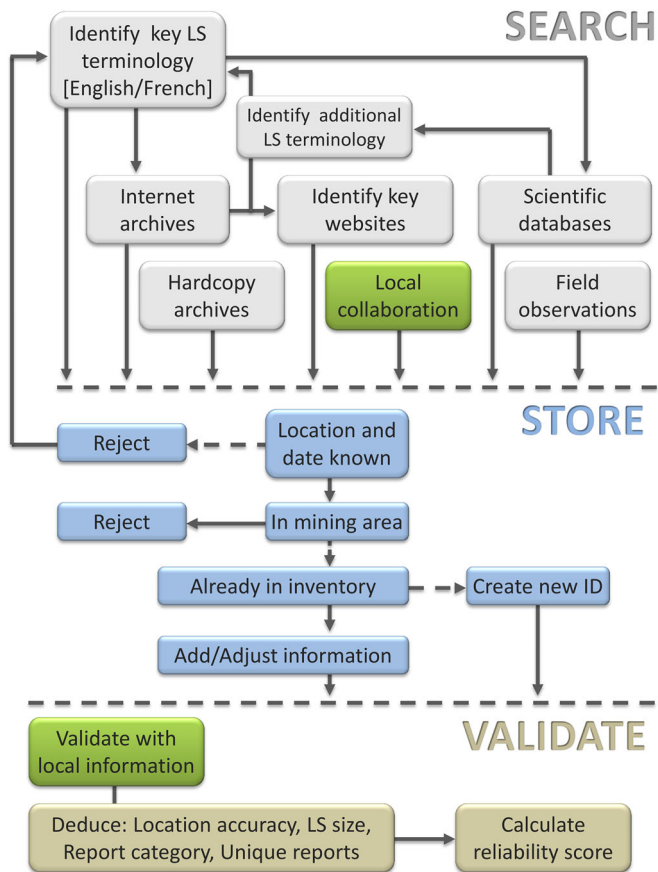 SEARCH
Identify key LS
terminology
[English/French]
Identify additional
LS terminology
Internet
archives
Identify key
websites
Scientific
databases
Hardcopy
archives
Local
collaboration
Field
observations
STORE
Reject
Location and
date known
Reject
In mining area
Already in inventory
Create new ID
Add/Adjust information
VALIDATE
Validate with
local information
Deduce: Location accuracy, LS size,
Report category, Unique reports
Calculate
reliability score